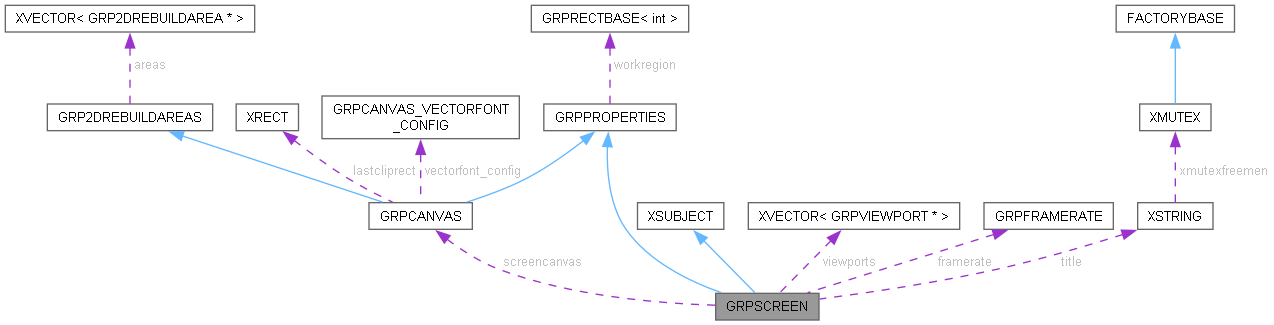 XVECTOR< GRP2DREBUILDAREA * >
GRPRECTBASE< int >
FACTORYBASE
areas
workregion
GRP2DREBUILDAREAS
XRECT
GRPCANVAS_VECTORFONT
_CONFIG
GRPPROPERTIES
XMUTEX
lastcliprect
vectorfont_config
xmutexfreemen
GRPCANVAS
XSUBJECT
XVECTOR< GRPVIEWPORT * >
GRPFRAMERATE
XSTRING
screencanvas
viewports
framerate
title
GRPSCREEN